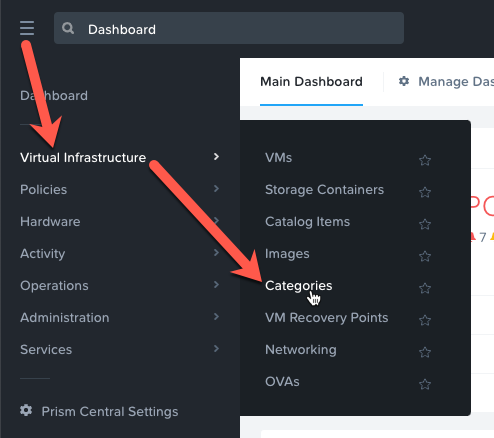 Dashboard
Main Dashboard
Manage Das
Dashboard
Virtual Infrastructure
Policies
Hardware
Activity
Operations
Administration
Services
Prism Central Settings
VMs
Storage Containers
Catalog Items
Images
Categories
VM Recovery Points
Networking
OVAs
PO
7